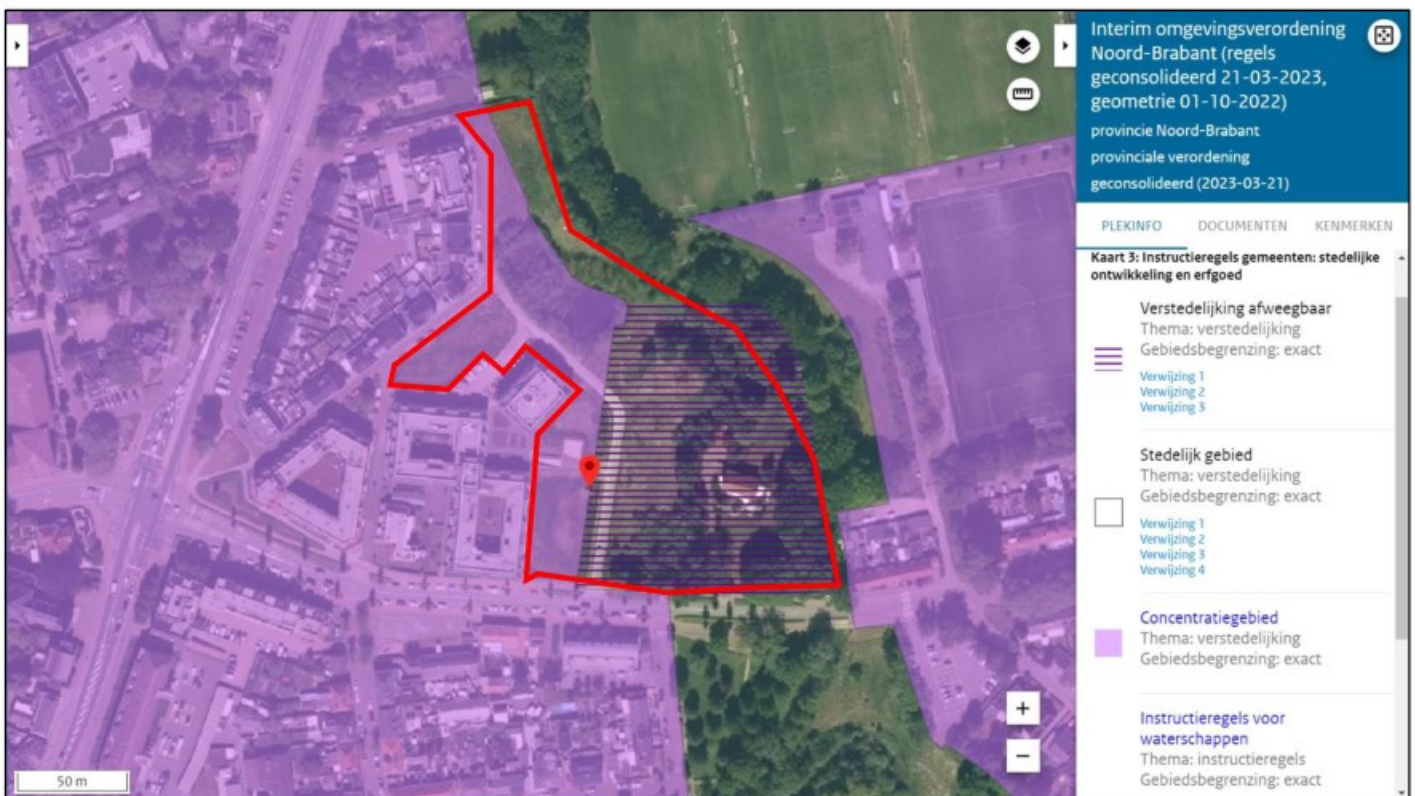 Interim omgevingsverordening
Noord-Brabant (regels
geconsolideerd 21-03-2023,
geometrie 01-10-2022)
provincie Noord-Brabant
provinciale verordening
geconsolideerd (2023-03-21)
PLEKINFO DOCUMENTEN KENMERKEN
Kaart 3: Instructieregels gemeenten: stedelijke
ontwikkeling en erfgoed
Verstedelijking afweegbaar
Thema: verstedelijking
Gebiedsbegrenzing: exact
Verwijzing 1
Verwijzing 2
Verwijzing 3
Stedelijk gebied
Thema: verstedelijking
Gebiedsbegrenzing: exact
Verwijzing 1
Verwijzing 2
Verwijzing 3
Verwijzing 4
Concentratiegebied
Thema: verstedelijking
Gebiedsbegrenzing: exact
Instructieregels voor
waterschappen
Thema: instructieregels
Gebiedsbegrenzing: exact
+
−
50 m